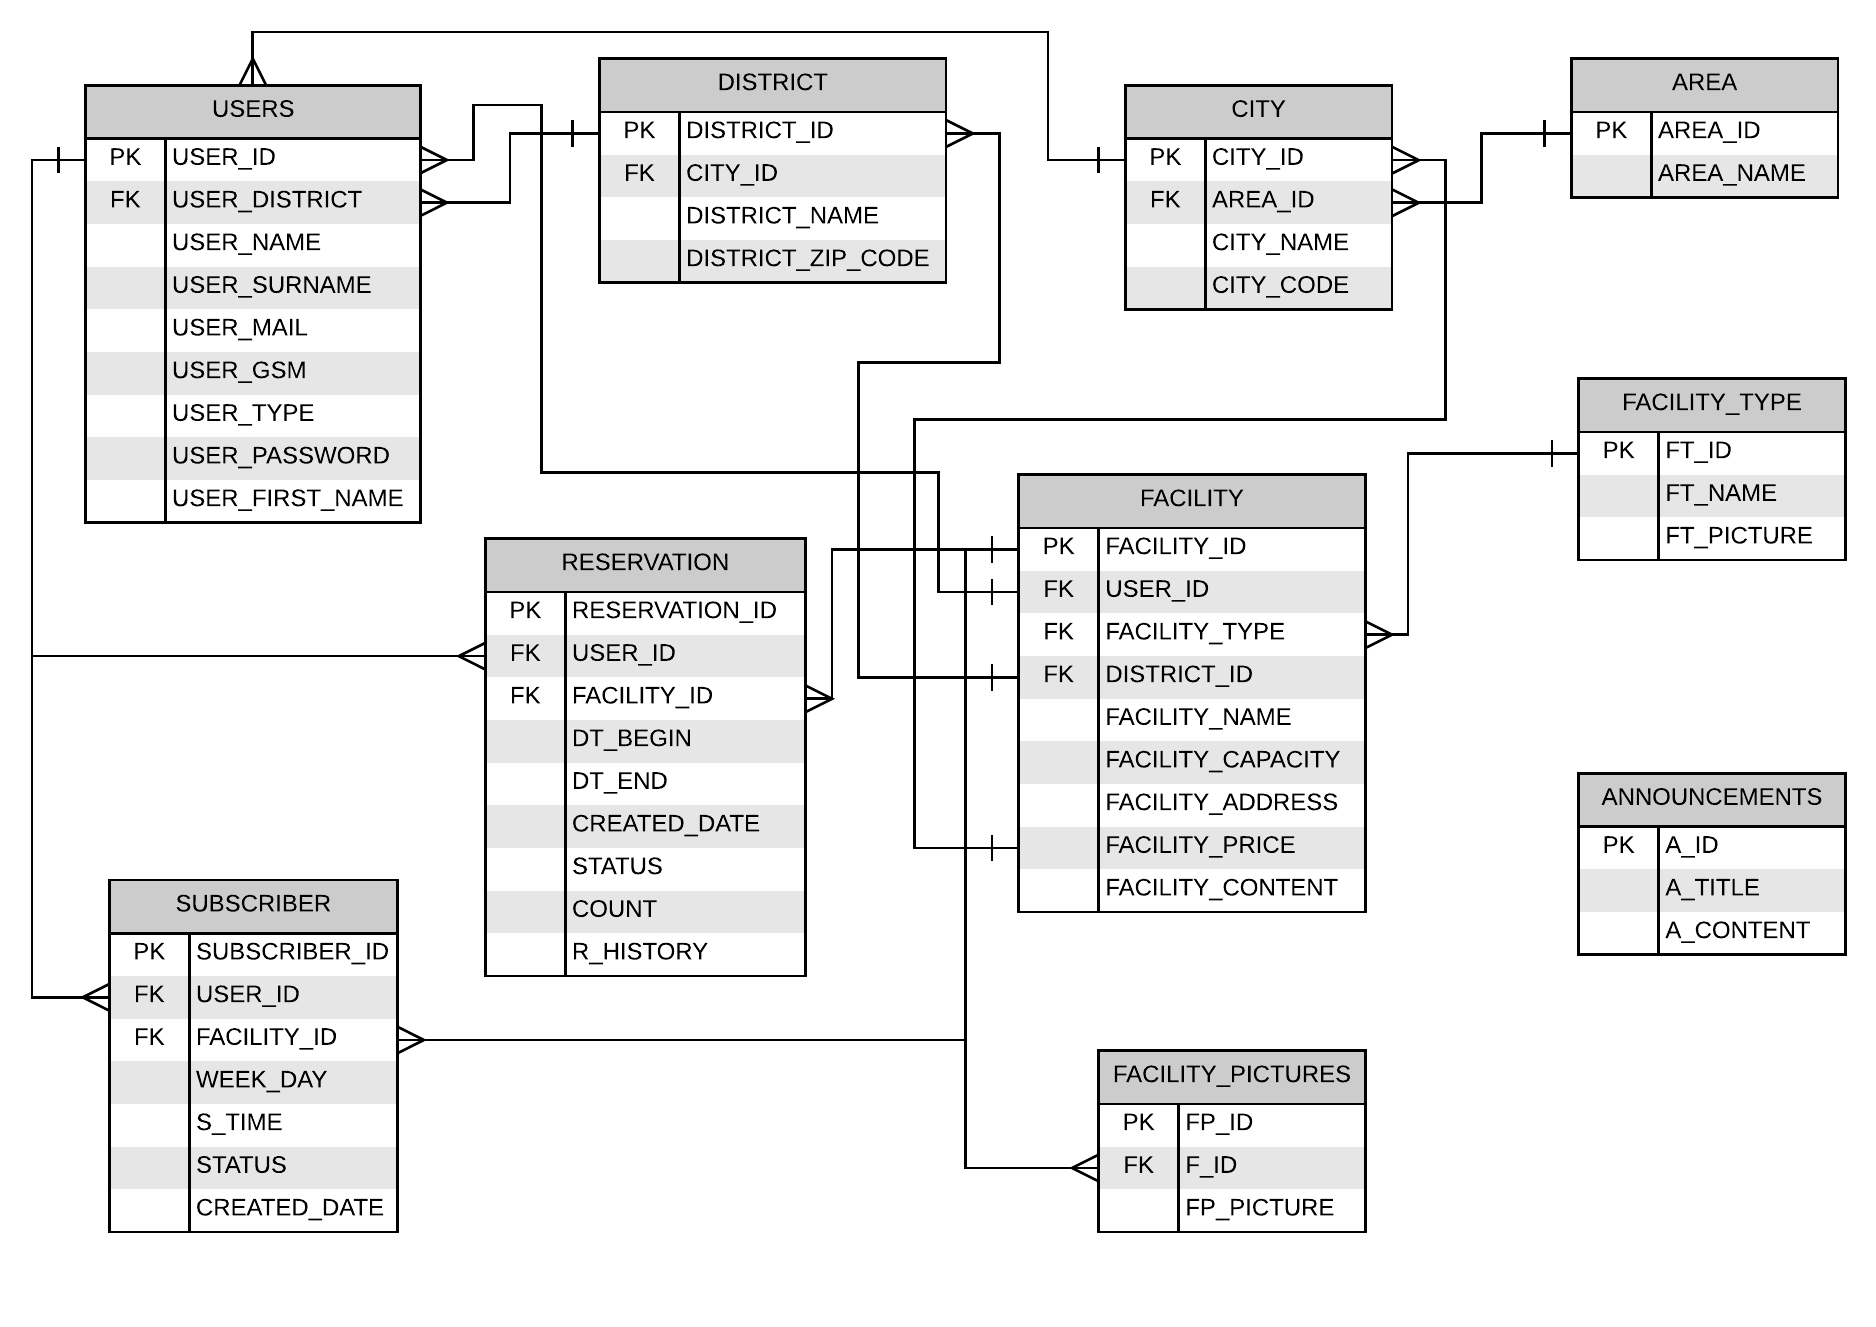 USERS
PK USER_ID
FK USER_DISTRICT
USER_NAME
USER_SURNAME
USER_MAIL
USER_GSM
USER_TYPE
USER_PASSWORD
USER_FIRST_NAME
DISTRICT
PK DISTRICT_ID
FK CITY_ID
DISTRICT_NAME
DISTRICT_ZIP_CODE
CITY
PK CITY_ID
FK AREA_ID
CITY_NAME
CITY_CODE
AREA
PK AREA_ID
AREA_NAME
FACILITY_TYPE
PK FT_ID
FT_NAME
FT_PICTURE
FACILITY
PK FACILITY_ID
FK USER_ID
FK FACILITY_TYPE
FK DISTRICT_ID
FACILITY_NAME
FACILITY_CAPACITY
FACILITY_ADDRESS
FACILITY_PRICE
FACILITY_CONTENT
RESERVATION
PK RESERVATION_ID
FK USER_ID
FK FACILITY_ID
DT_BEGIN
DT_END
CREATED_DATE
STATUS
COUNT
R_HISTORY
ANNOUNCEMENTS
PK A_ID
A_TITLE
A_CONTENT
SUBSCRIBER
PK SUBSCRIBER_ID
FK USER_ID
FK FACILITY_ID
WEEK_DAY
S_TIME
STATUS
CREATED_DATE
FACILITY_PICTURES
PK FP_ID
FK F_ID
FP_PICTURE